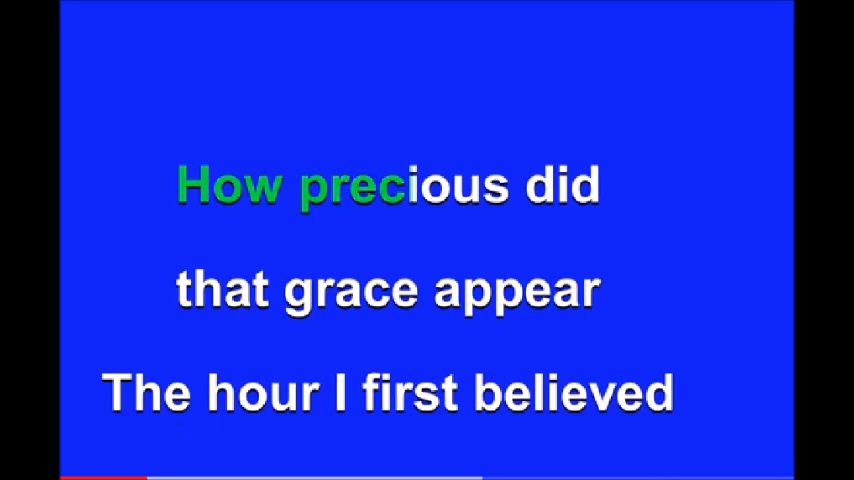 How precious did
that grace appear
The hour I first believed